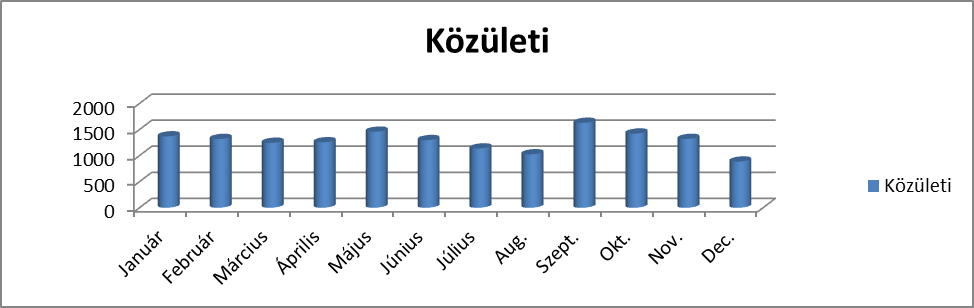 Közületi
2000
1500
1000
500
0
Január
Február
Március
Április
Május
Június
Július
Aug.
Szept.
Okt.
Nov.
Dec.
Közületi